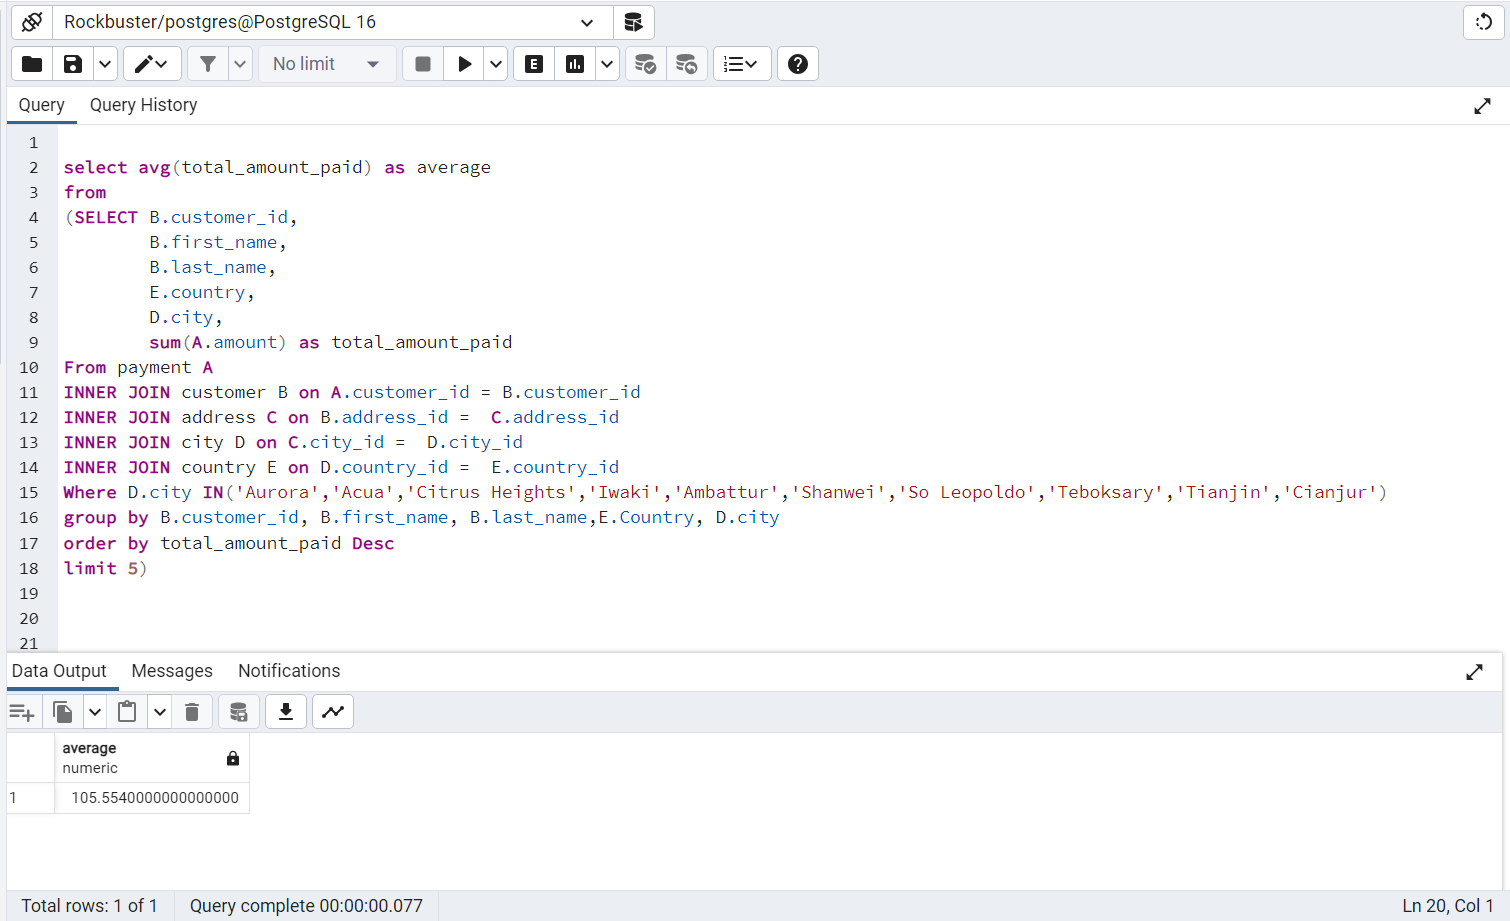 Rockbuster/postgres@PostgreSQL 16
No limit
E
Query
Query History
1
2 select avg(total_amount_paid) as average
3 from
4 (SELECT B.customer_id,
5 B.first_name,
6 B.last_name,
7 E.country,
8 D.city,
9 sum(A.amount) as total_amount_paid
10 From payment A
11 INNER JOIN customer B on A.customer_id = B.customer_id
12 INNER JOIN address C on B.address_id =  C.address_id
13 INNER JOIN city D on C.city_id =  D.city_id
14 INNER JOIN country E on D.country_id =  E.country_id
15 Where D.city IN('Aurora','Acua','Citrus Heights','Iwaki','Ambattur','Shanwei','So Leopoldo','Teboksary','Tianjin','Cianjur')
16 group by B.customer_id, B.first_name, B.last_name,E.Country, D.city
17 order by total_amount_paid Desc
18 limit 5)
19
20
21
Data Output
Messages
Notifications
average
numeric
1 105.5540000000000000
Total rows: 1 of 1
Query complete 00:00:00.077
Ln 20, Col 1